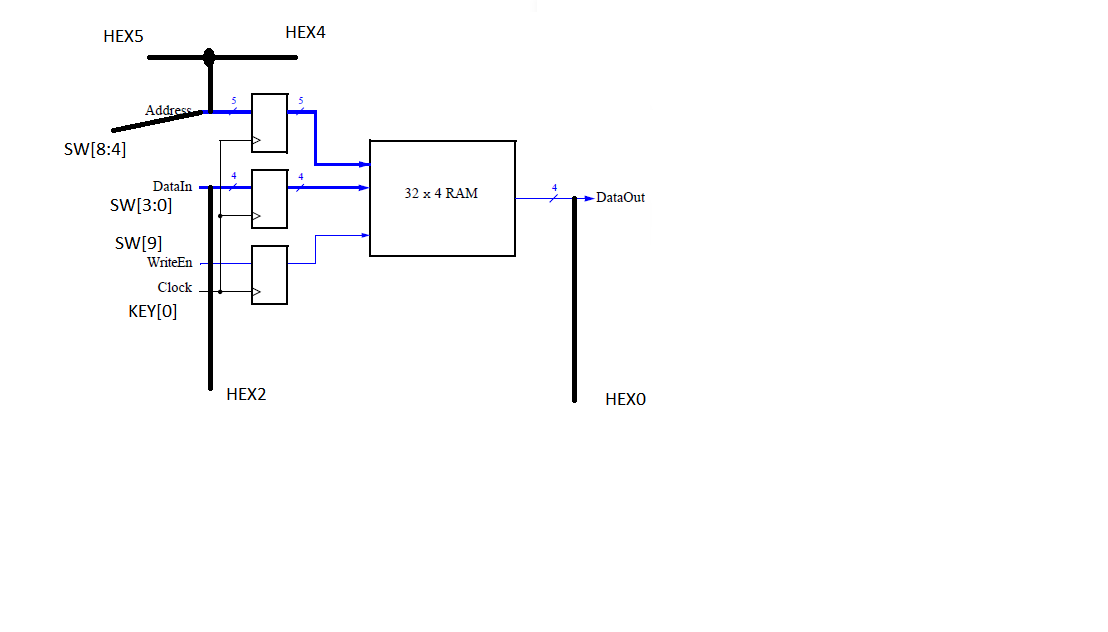 HEX5
HEX4
Address
5
5
SW[8:4]
DataIn
4
4
SW[3:0]
32 x 4 RAM
4
DataOut
SW[9]
WriteEn
Clock
KEY[0]
HEX2
HEX0